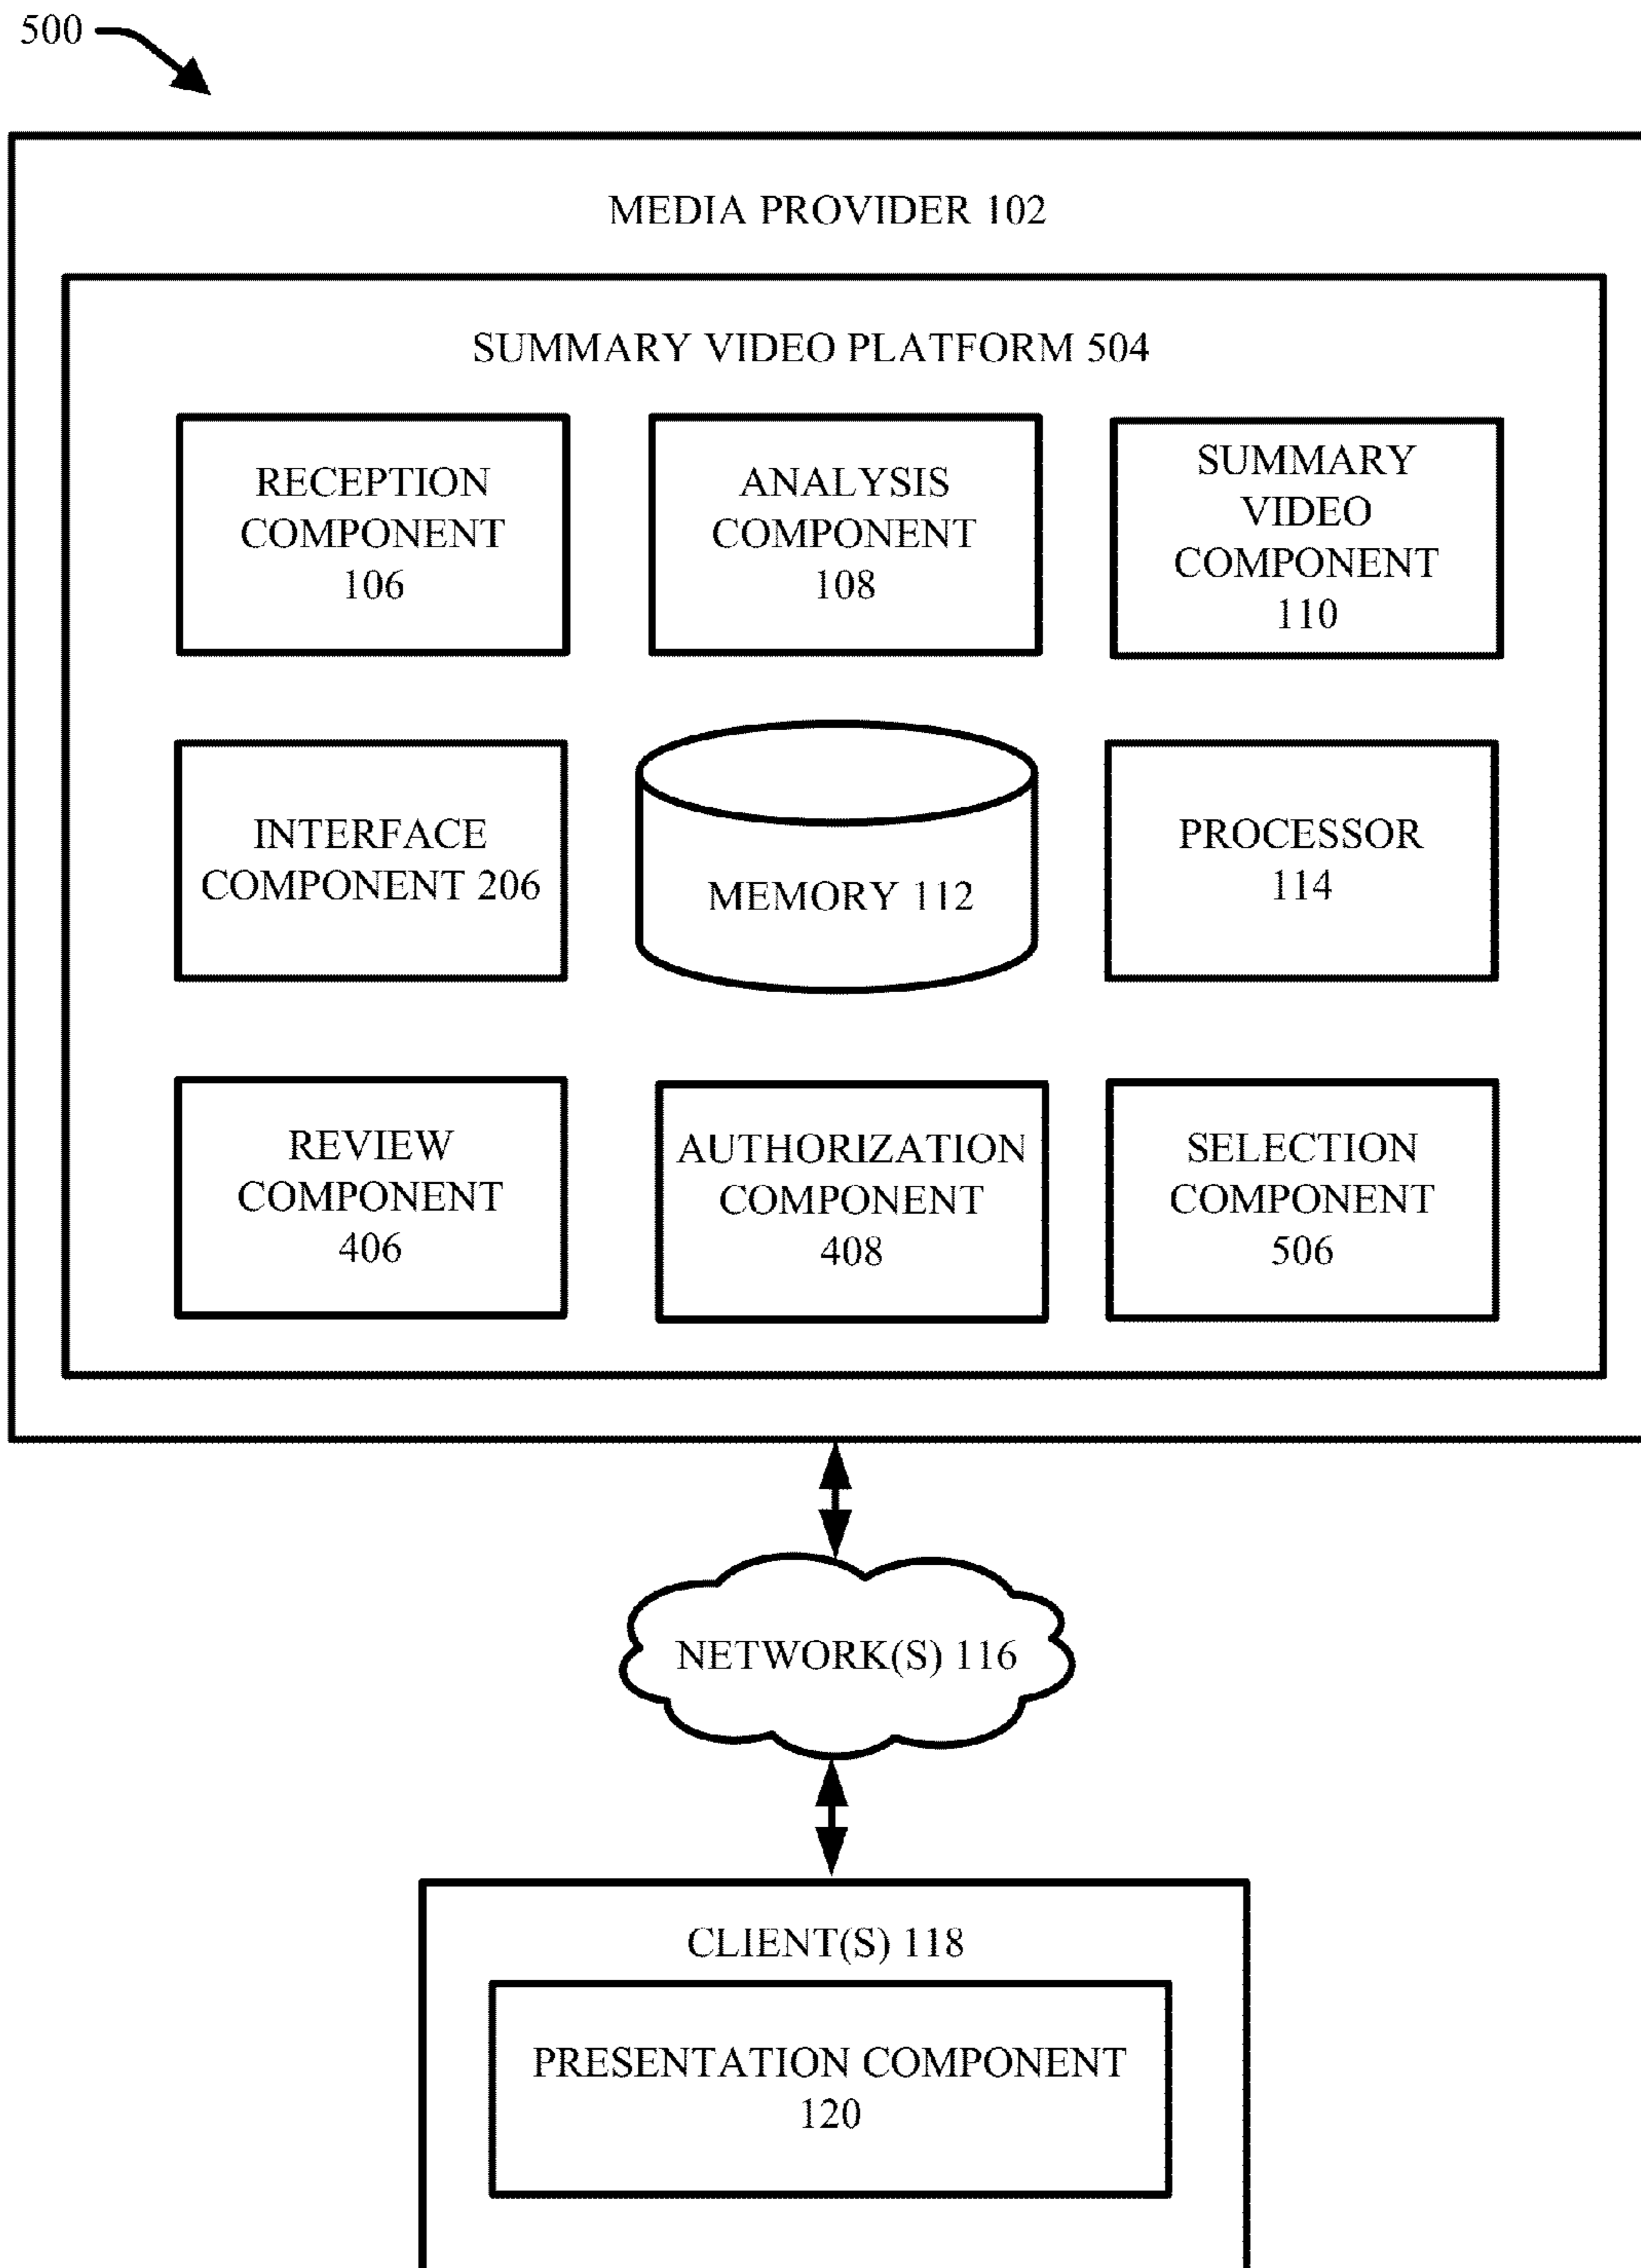 500
MEDIA PROVIDER 102
SUMMARY VIDEO PLATFORM 504
RECEPTION
COMPONENT
106
ANALYSIS
COMPONENT
108
SUMMARY
VIDEO
COMPONENT
110
INTERFACE
COMPONENT 206
MEMORY 112
PROCESSOR
114
REVIEW
COMPONENT
406
AUTHORIZATION
COMPONENT
408
SELECTION
COMPONENT
506
NETWORK(S) 116
CLIENT(S) 118
PRESENTATION COMPONENT
120